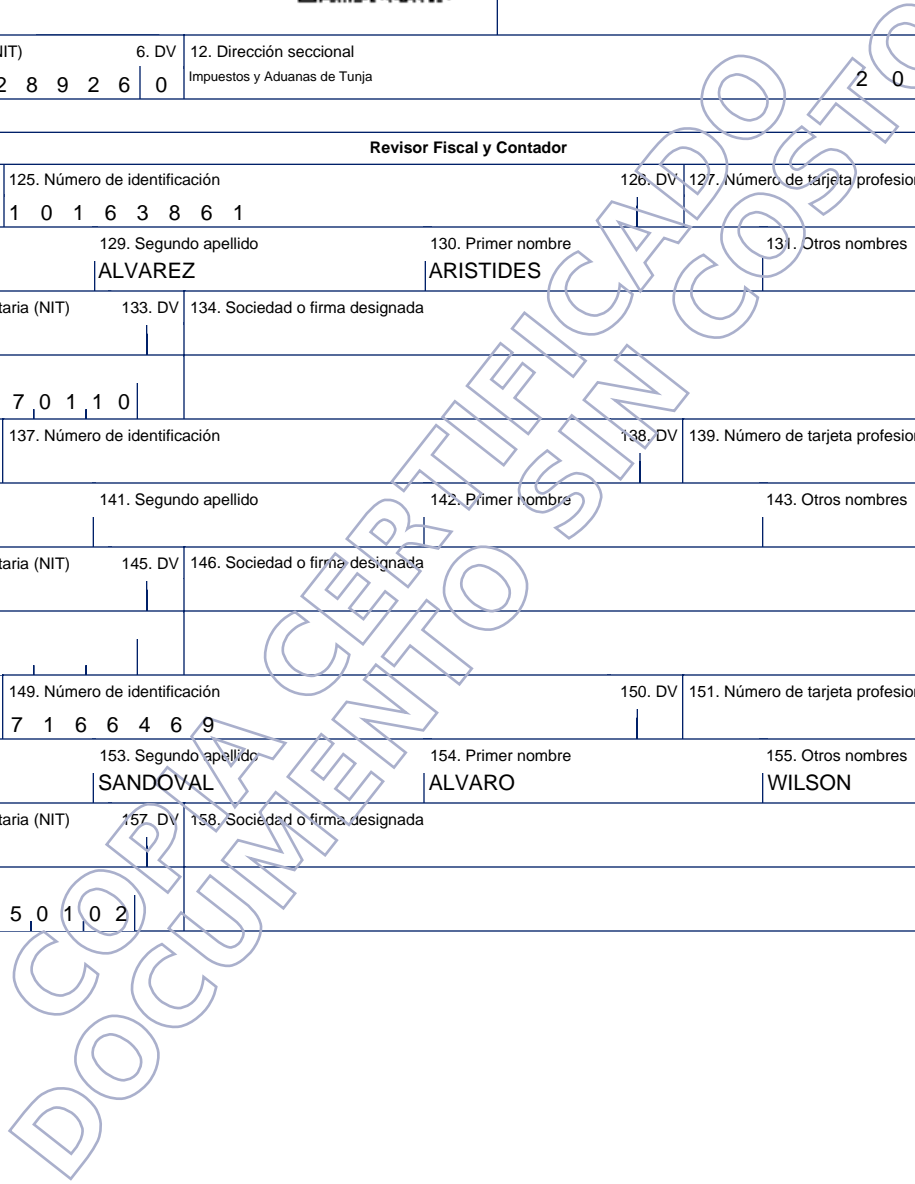 IT) 6. DV 12. Dirección seccional
2 8 9 2 6 0 Impuestos y Aduanas de Tunja 2 0
Revisor Fiscal y Contador
125. Número de identificación 126. DV 127. Número de tarjeta profesion
1 0 1 6 3 8 6 1
129. Segundo apellido 130. Primer nombre 131. Otros nombres
ALVAREZ ARISTIDES
taria (NIT) 133. DV 134. Sociedad o firma designada
7 0 1 1 0
137. Número de identificación 138. DV 139. Número de tarjeta profesion
141. Segundo apellido 142. Primer nombre 143. Otros nombres
taria (NIT) 145. DV 146. Sociedad o firma designada
149. Número de identificación 150. DV 151. Número de tarjeta profesion
7 1 6 6 4 6 9
153. Segundo apellido 154. Primer nombre 155. Otros nombres
SANDOVAL ALVARO WILSON
taria (NIT) 157. DV 158. Sociedad o firma designada
5 0 1 0 2
COPIA CERTIFICADO
DOCUMENTO SIN COSTO